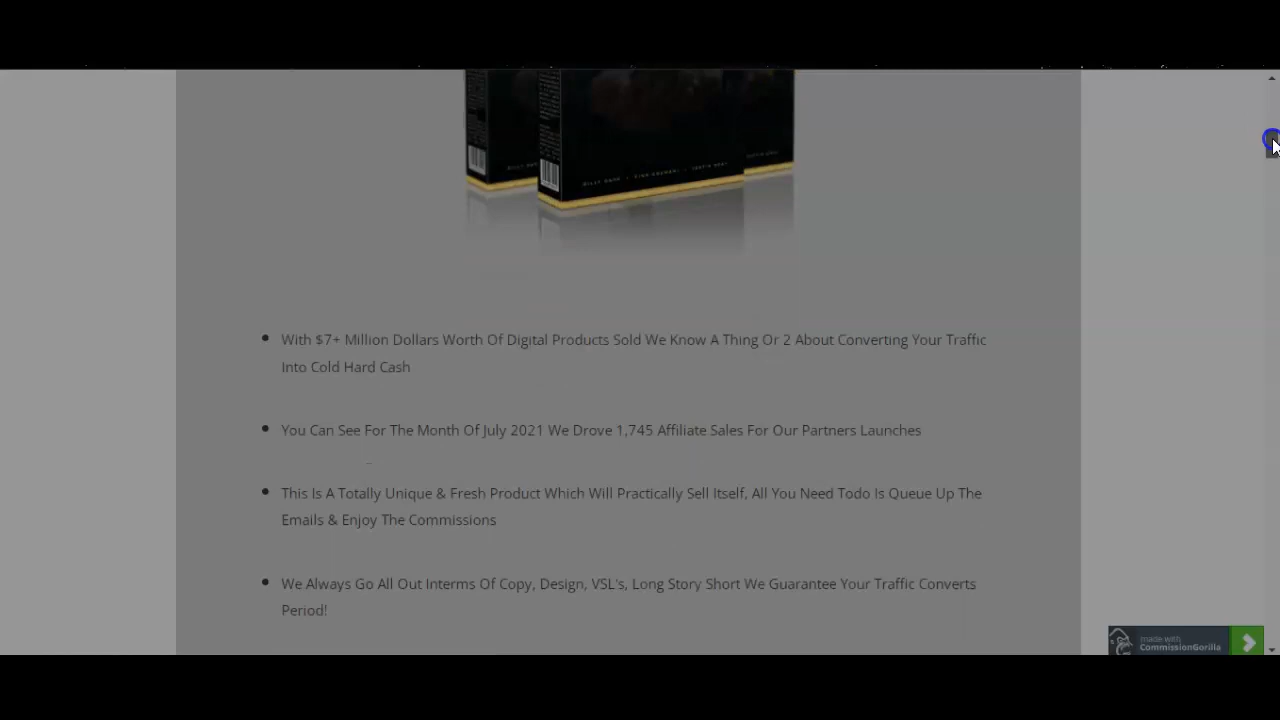 With $7+ Million Dollars Worth Of Digital Products Sold We Know A Thing Or 2 About Converting Your Traffic
Into Cold Hard Cash
You Can See For The Month Of July 2021 We Drove 1,745 Affiliate Sales For Our Partners Launches
This Is A Totally Unique & Fresh Product Which Will Practically Sell Itself, All You Need Todo Is Queue Up The
Emails & Enjoy The Commissions
We Always Go All Out Interms Of Copy, Design, VSL's, Long Story Short We Guarantee Your Traffic Converts
Period!
made with
CommissionGorilla